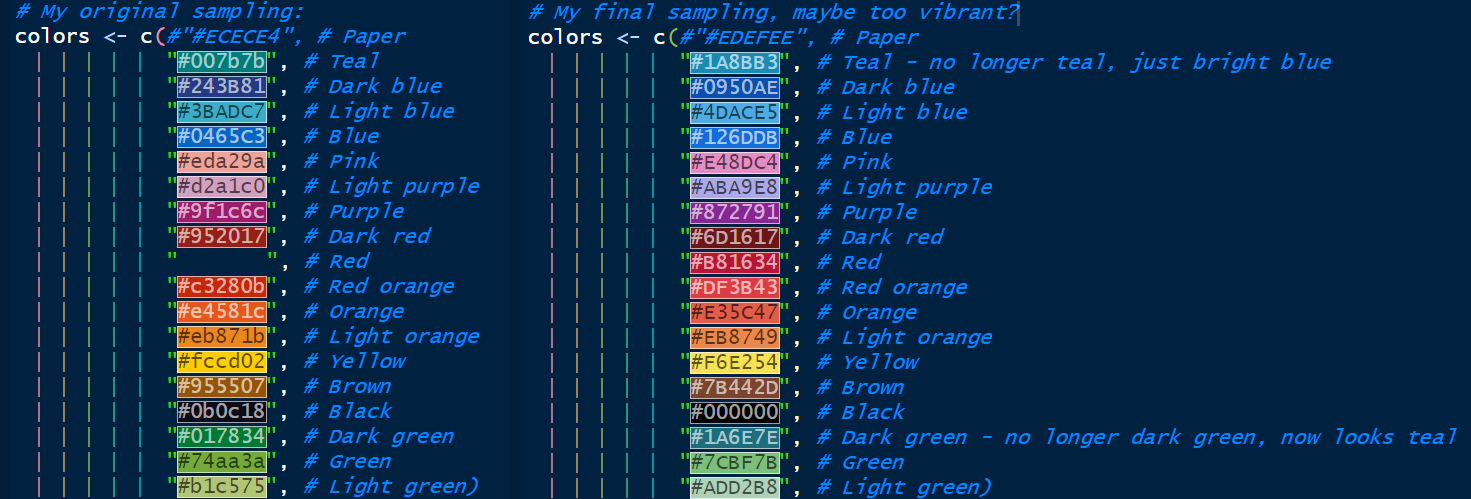 # My original sampling:
colors <- c(#"#ECECE4", # Paper
"#007b7b", # Teal
"#243B81", # Dark blue
"#3BADC7", # Light blue
"#0465C3", # Blue
"#eda29a", # Pink
"#d2a1c0", # Light purple
"#9f1c6c", # Purple
"#952017", # Dark red
"       ", # Red
"#c3280b", # Red orange
"#e4581c", # Orange
"#eb871b", # Light orange
"#fccd02", # Yellow
"#955507", # Brown
"#0b0c18", # Black
"#017834", # Dark green
"#74aa3a", # Green
"#b1c575", # Light green)
# My final sampling, maybe too vibrant?
colors <- c(#"#EDEFEE", # Paper
"#1A8BB3", # Teal - no longer teal, just bright blue
"#0950AE", # Dark blue
"#4DACE5", # Light blue
"#126DDB", # Blue
"#E48DC4", # Pink
"#ABA9E8", # Light purple
"#872791", # Purple
"#6D1617", # Dark red
"#B81634", # Red
"#DF3B43", # Red orange
"#E35C47", # Orange
"#EB8749", # Light orange
"#F6E254", # Yellow
"#7B442D", # Brown
"#000000", # Black
"#1A6E7E", # Dark green - no longer dark green, now looks teal
"#7CBF7B", # Green
"#ADD2B8", # Light green)